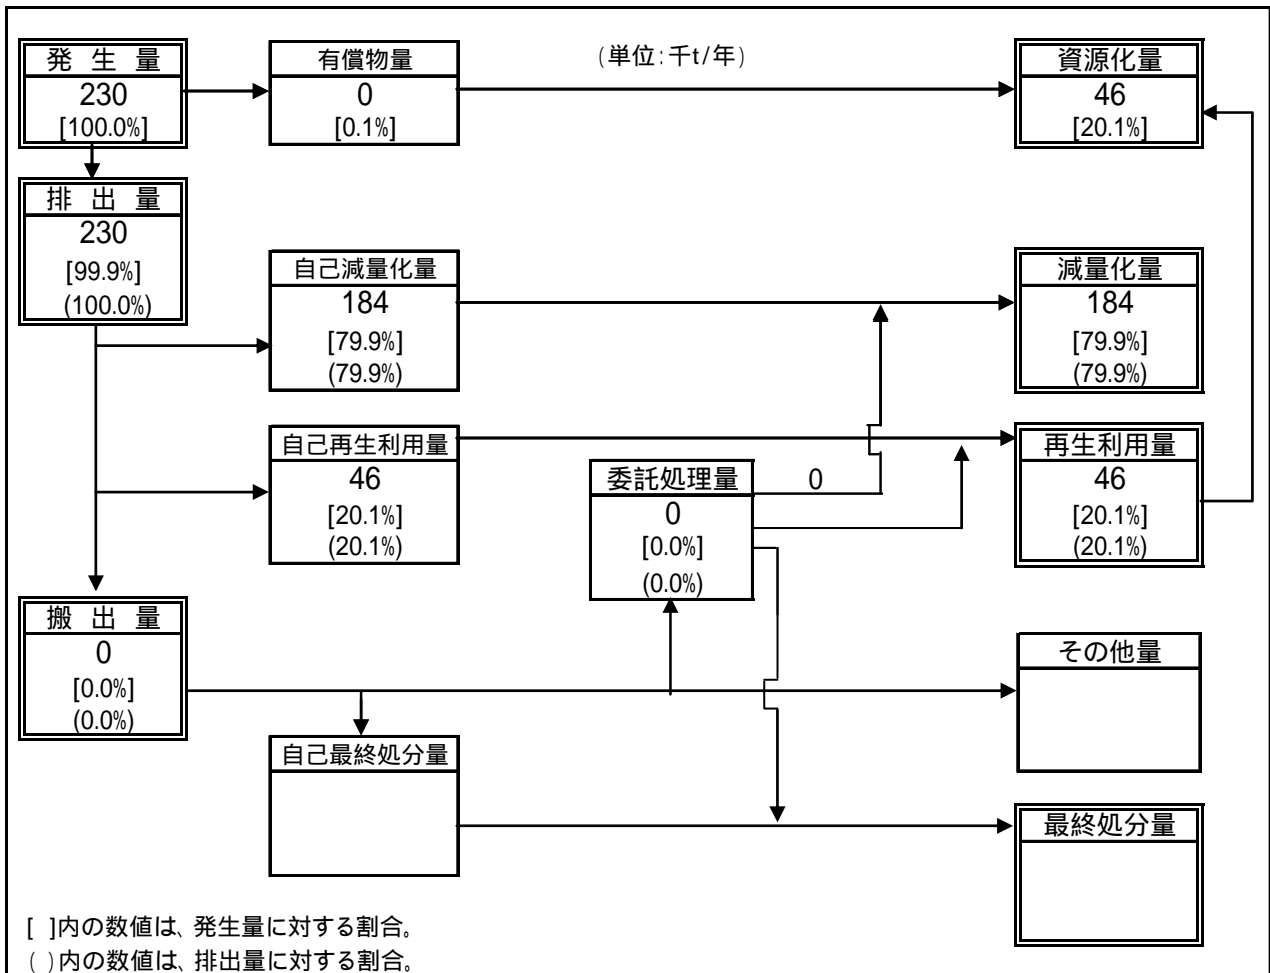 発 生 量
230
[100.0%]
有償物量
0
[0.1%]
(単位:千t/年)
資源化量
46
[20.1%]
排 出 量
230
[99.9%]
(100.0%)
自己減量化量
184
[79.9%]
(79.9%)
減量化量
184
[79.9%]
(79.9%)
自己再生利用量
46
[20.1%]
(20.1%)
委託処理量
0
[0.0%]
(0.0%)
0
再生利用量
46
[20.1%]
(20.1%)
搬 出 量
0
[0.0%]
(0.0%)
その他量
自己最終処分量
最終処分量
[ ]内の数値は、発生量に対する割合。
( )内の数値は、排出量に対する割合。